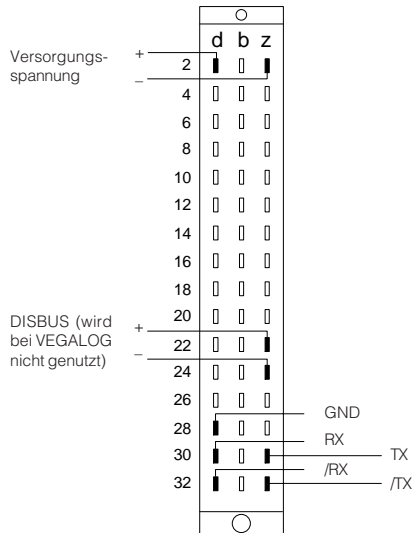 d b z
Versorgungs-
spannung
+
–
2
4
6
8
10
12
14
16
18
20
DISBUS (wird
bei VEGALOG
nicht genutzt)
+
–
22
24
26
28
30
32
GND
RX
TX
/RX
/TX